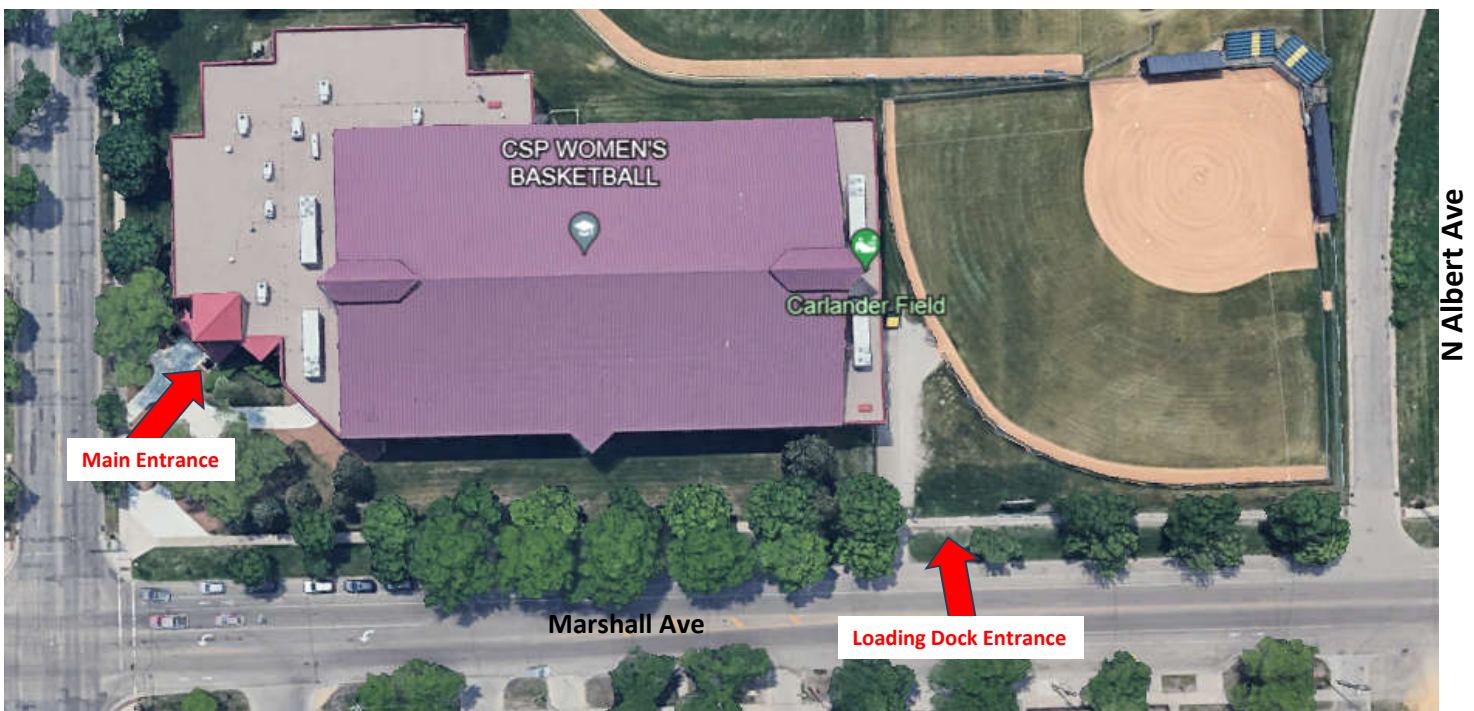 CSP WOMEN'S
BASKETBALL
Carlander Field
N Albert Ave
Main Entrance
Marshall Ave
Loading Dock Entrance